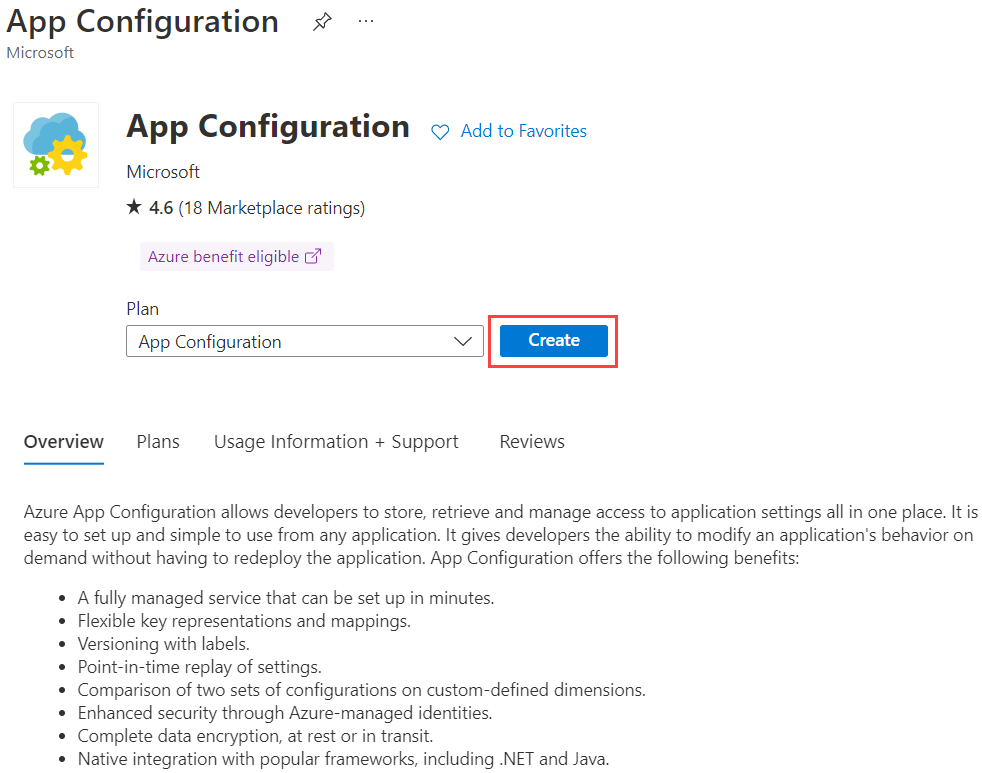 App Configuration
Microsoft
App Configuration
Add to Favorites
Microsoft
★ 4.6 (18 Marketplace ratings)
Azure benefit eligible
Plan
App Configuration
Create
Overview Plans Usage Information + Support Reviews
Azure App Configuration allows developers to store, retrieve and manage access to application settings all in one place. It is
easy to set up and simple to use from any application. It gives developers the ability to modify an application's behavior on
demand without having to redeploy the application. App Configuration offers the following benefits:
• A fully managed service that can be set up in minutes.
• Flexible key representations and mappings.
• Versioning with labels.
• Point-in-time replay of settings.
• Comparison of two sets of configurations on custom-defined dimensions.
• Enhanced security through Azure-managed identities.
• Complete data encryption, at rest or in transit.
• Native integration with popular frameworks, including .NET and Java.